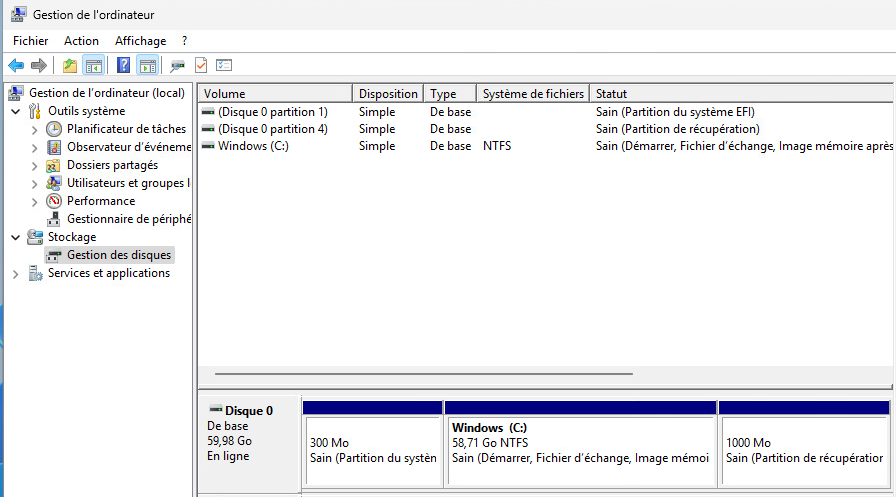 Gestion de l'ordinateur
Fichier Action Affichage ?
Gestion de l'ordinateur (local)
Outils système
Planificateur de tâches
Observateur d'événeme
Dossiers partagés
Utilisateurs et groupes l
Performance
Gestionnaire de périphé
Stockage
Gestion des disques
Services et applications
Volume Disposition Type Système de fichiers Statut
(Disque 0 partition 1) Simple De base Sain (Partition du système EFI)
(Disque 0 partition 4) Simple De base Sain (Partition de récupération)
Windows (C:) Simple De base NTFS Sain (Démarrer, Fichier d'échange, Image mémoire après
Disque 0
De base
59,98 Go
En ligne
300 Mo
Sain (Partition du systèn
Windows (C:)
58,71 Go NTFS
Sain (Démarrer, Fichier d'échange, Image mémoi
1000 Mo
Sain (Partition de récupération